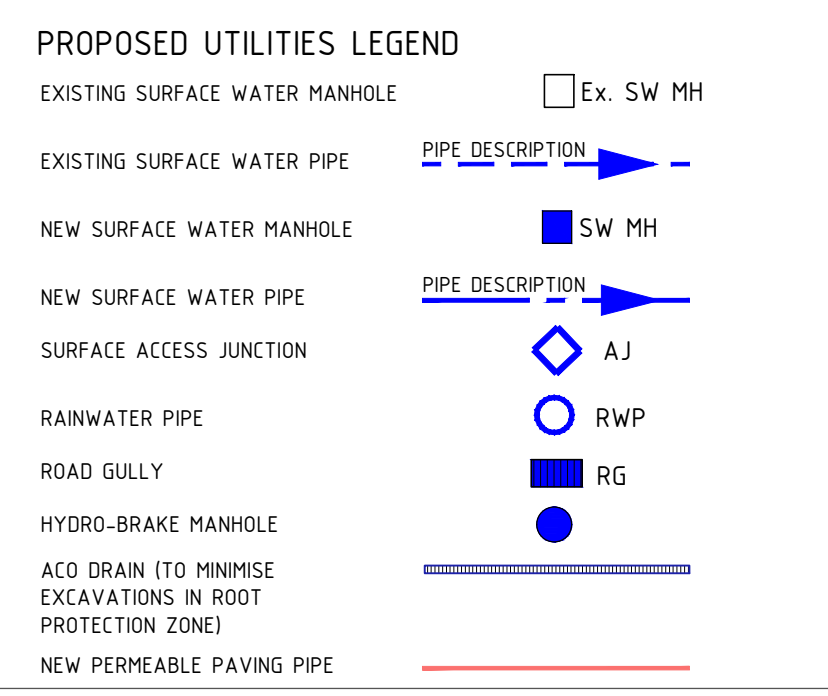 PROPOSED UTILITIES LEGEND
EXISTING SURFACE WATER MANHOLE Ex. SW MH
EXISTING SURFACE WATER PIPE PIPE DESCRIPTION
NEW SURFACE WATER MANHOLE SW MH
NEW SURFACE WATER PIPE PIPE DESCRIPTION
SURFACE ACCESS JUNCTION AJ
RAINWATER PIPE RWP
ROAD GULLY RG
HYDRO-BRAKE MANHOLE
ACO DRAIN (TO MINIMISE
EXCAVATIONS IN ROOT
PROTECTION ZONE)
NEW PERMEABLE PAVING PIPE